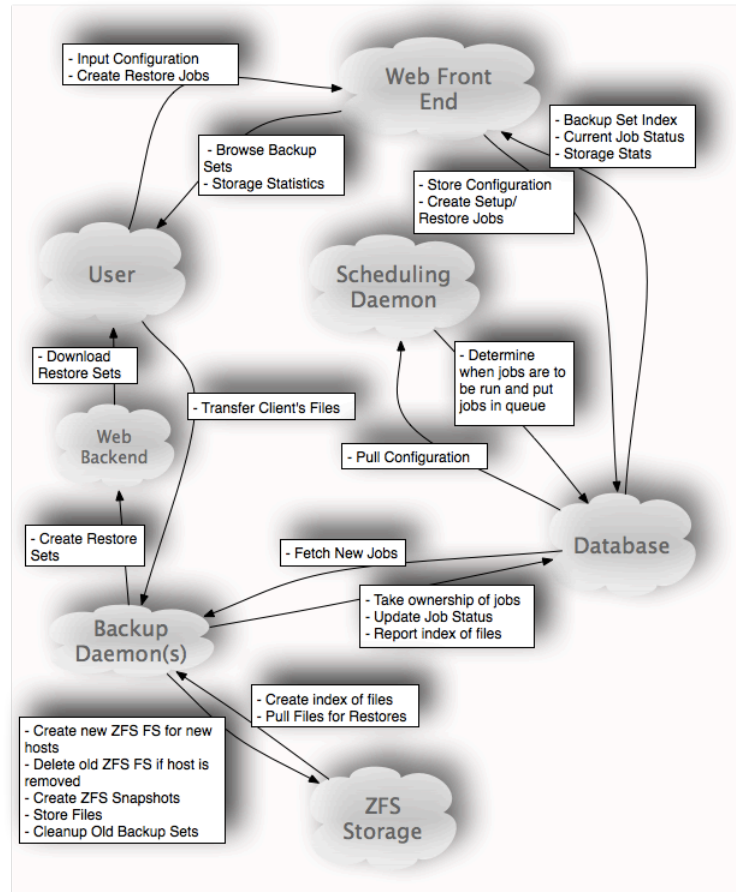 - Input Configuration
- Create Restore Jobs
Web Front
End
- Backup Set Index
- Current Job Status
- Storage Stats
- Browse Backup
Sets
- Storage Statistics
- Store Configuration
- Create Setup/
Restore Jobs
User
Scheduling
Daemon
- Download
Restore Sets
- Determine
when jobs are to
be run and put
jobs in queue
- Transfer Client's Files
Web
Backend
- Pull Configuration
- Create Restore
Sets
- Fetch New Jobs
Database
- Take ownership of jobs
- Update Job Status
- Report index of files
Backup
Daemon(s)
- Create index of files
- Pull Files for Restores
- Create new ZFS FS for new
hosts
- Delete old ZFS FS if host is
removed
- Create ZFS Snapshots
- Store Files
- Cleanup Old Backup Sets
ZFS
Storage